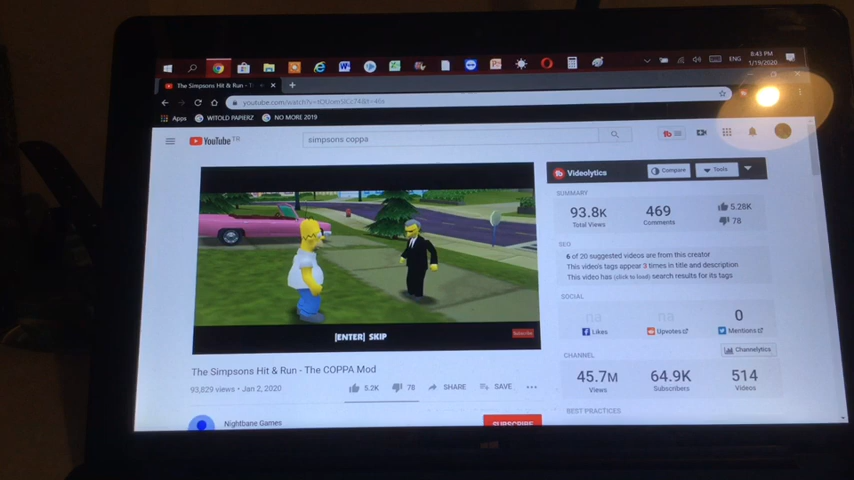 8:43 PM
ENG
1/19/2020
The Simpsons Hit & Run - T
Apps WITOLD PAPIERZ NO MORE 2019
YouTube TR
simpsons coppa
Videolytics
Compare
Tools
SUMMARY
93.8K
Total Views
469
Comments
5.28K
78
SEO
6 of 20 suggested videos are from this creator
This video's tags appear 3 times in title and description
This video has (click to load) search results for its tags
SOCIAL
na
Likes
na
Upvotes
0
Mentions
Channelytics
CHANNEL
45.7M
Views
64.9K
Subscribers
514
Videos
BEST PRACTICES
[ENTER] SKIP
Subscribe
The Simpsons Hit & Run - The COPPA Mod
93,829 views • Jan 2, 2020
5.2K 78 SHARE SAVE
Nightbane Games
SUBSCRIBE